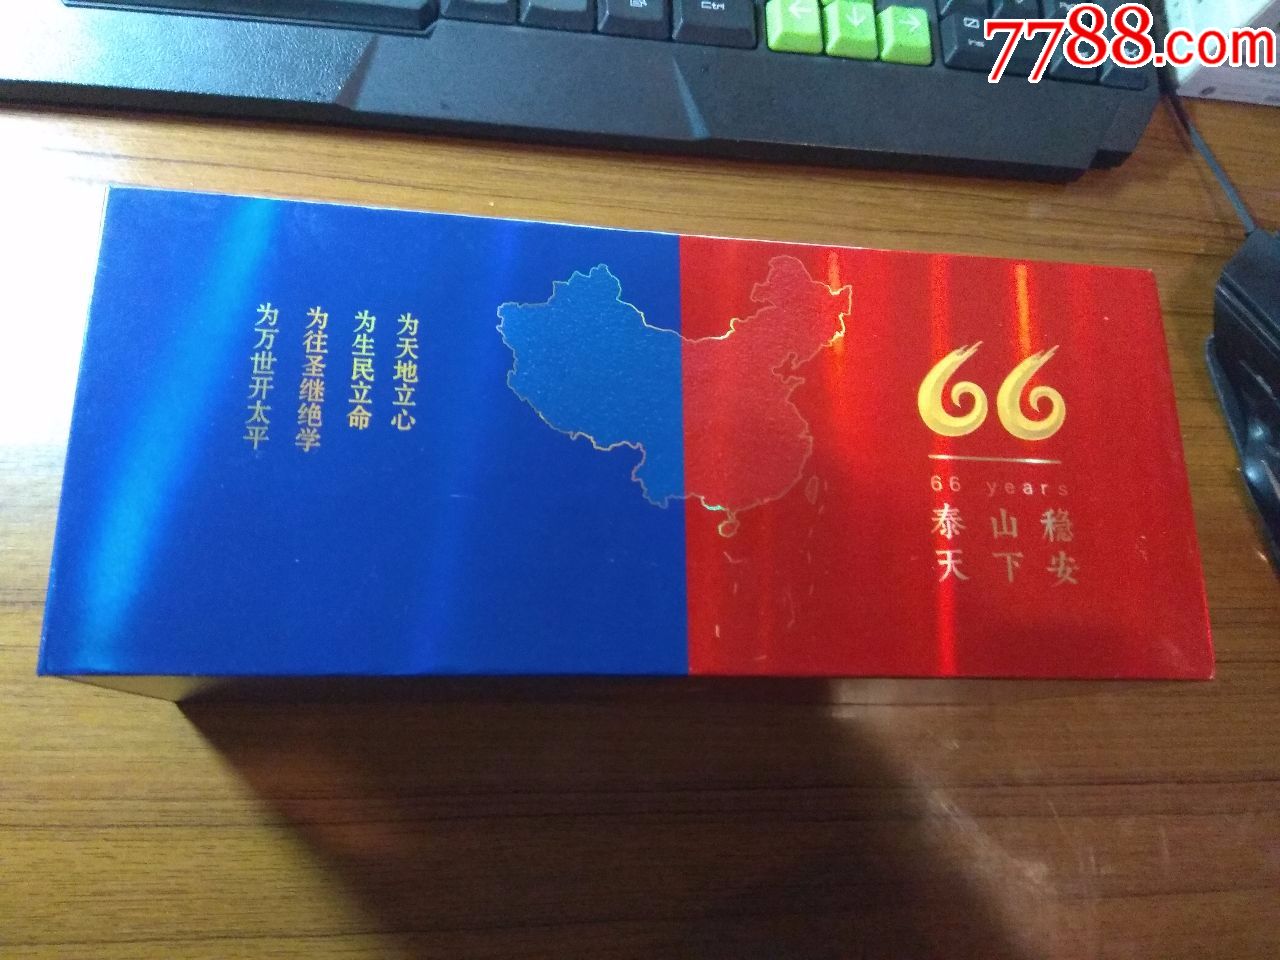 7788.com
为天地立心
为生民立命
为往圣继绝学
为万世开太平
66
66 years
泰山稳
天下安